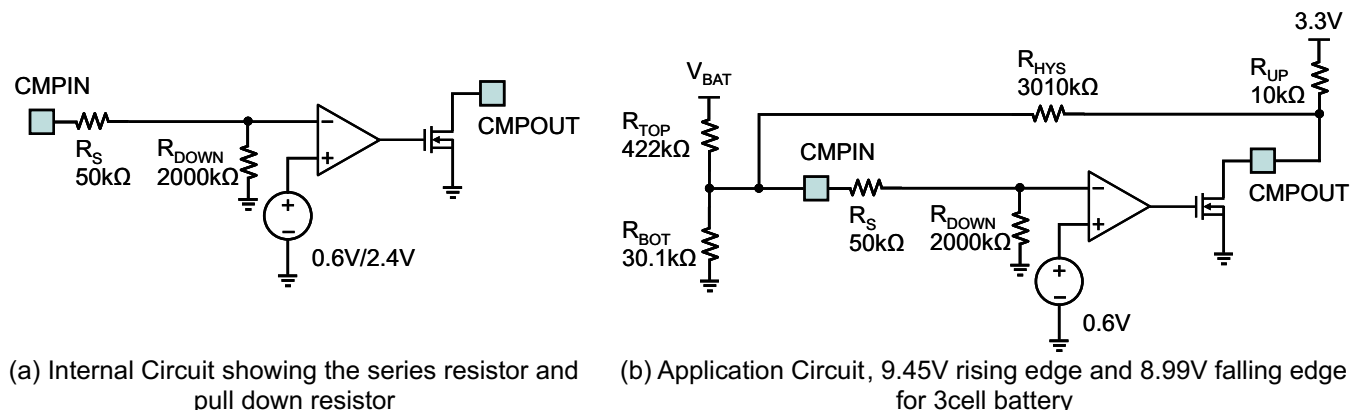 CMPIN
R_S
50kΩ
R_DOWN
2000kΩ
−
+
+
−
0.6V/2.4V
CMPOUT
(a) Internal Circuit showing the series resistor and
pull down resistor
V_BAT
R_TOP
422kΩ
R_BOT
30.1kΩ
CMPIN
R_S
50kΩ
R_DOWN
2000kΩ
−
+
+
−
0.6V
R_HYS
3010kΩ
3.3V
R_UP
10kΩ
CMPOUT
(b) Application Circuit, 9.45V rising edge and 8.99V falling edge
for 3cell battery